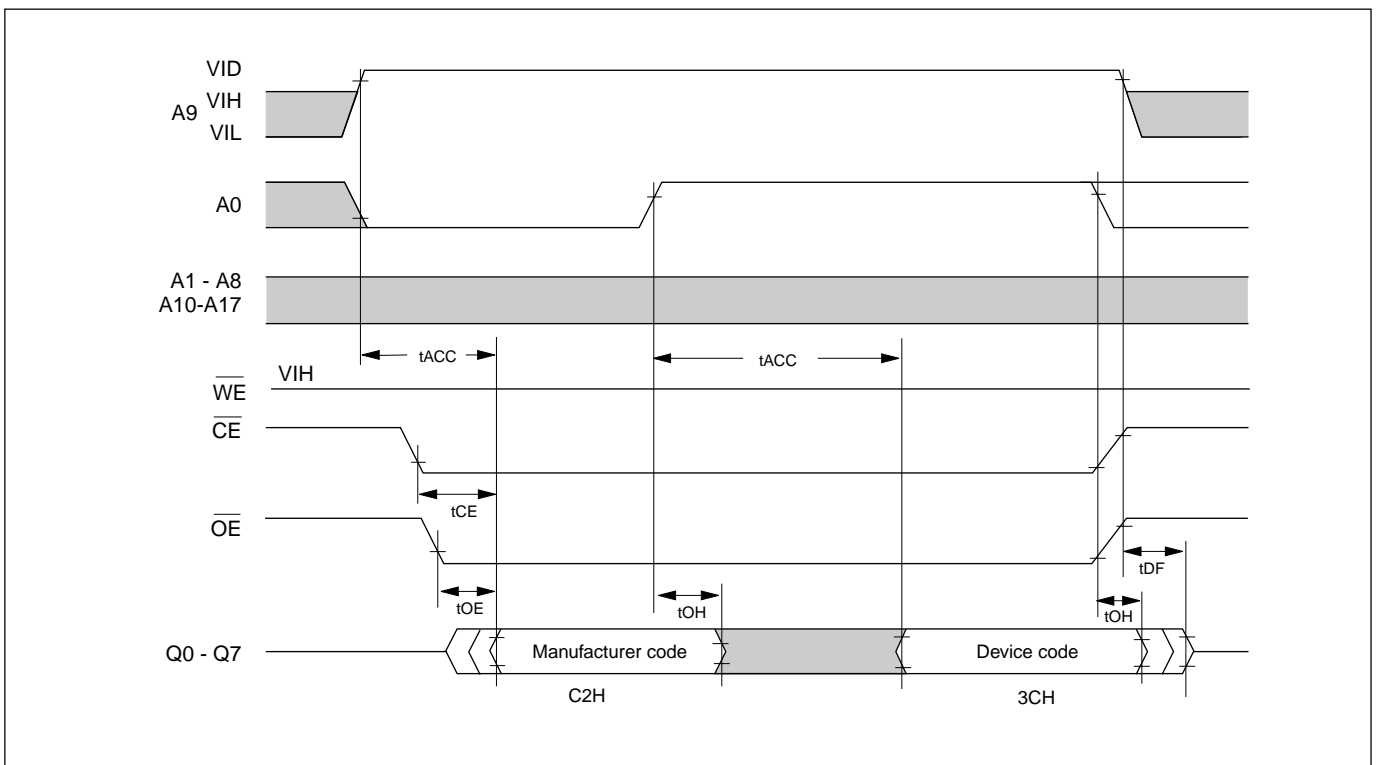 VID
A9 VIH
VIL
A0
A1 - A8
A10-A17
tACC
tACC
VIH
WE
CE
tCE
OE
tDF
tOE
tOH
tOH
Q0 - Q7
Manufacturer code
Device code
C2H
3CH